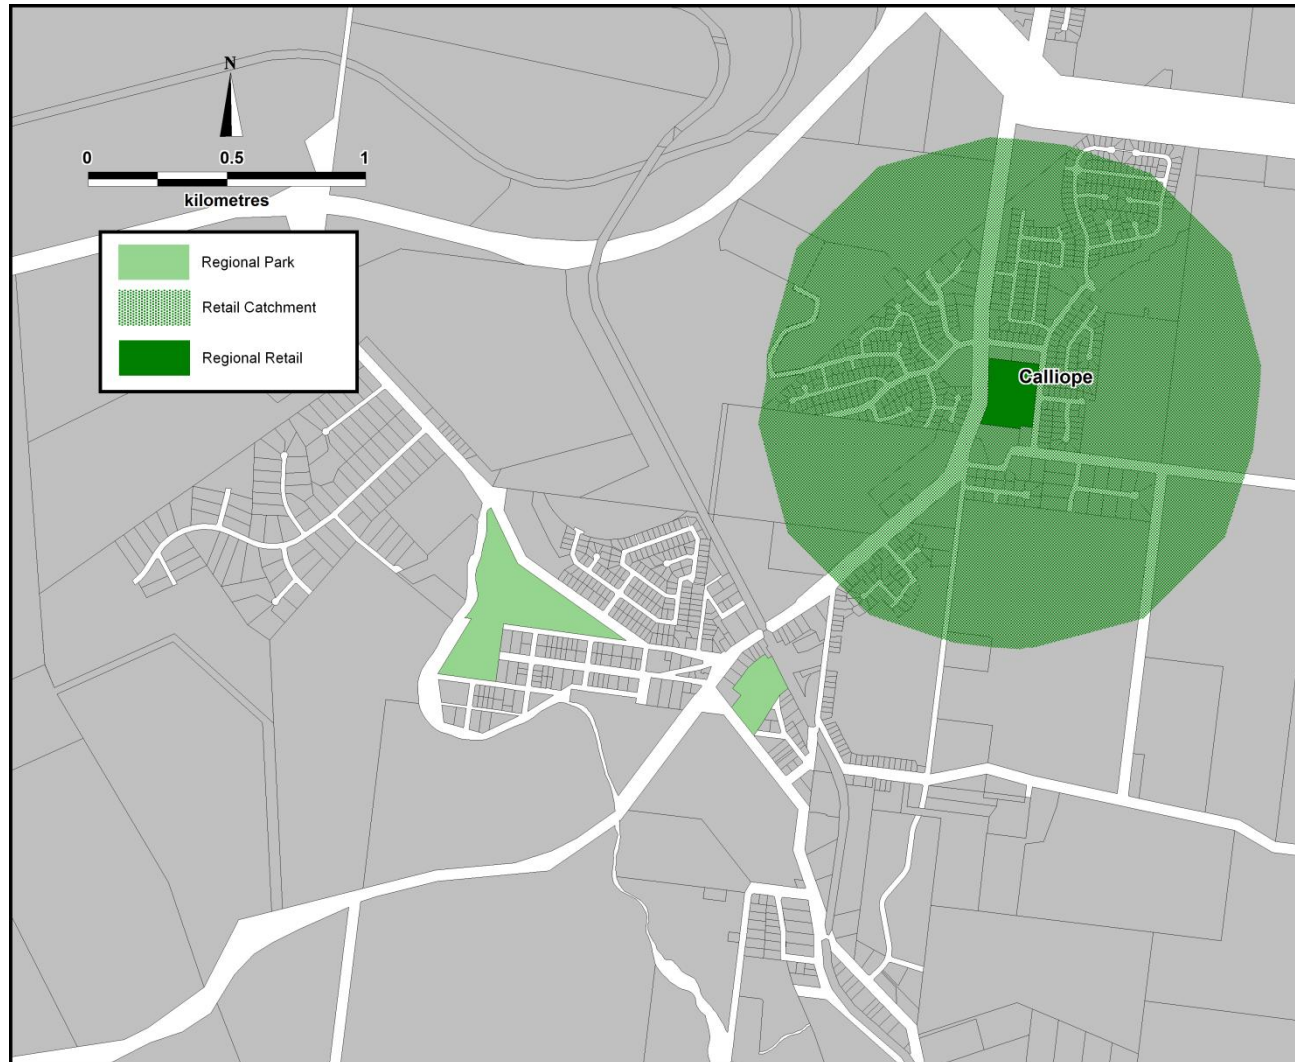 N
0 0.5 1
kilometres
Regional Park
Retail Catchment
Regional Retail
Calliope